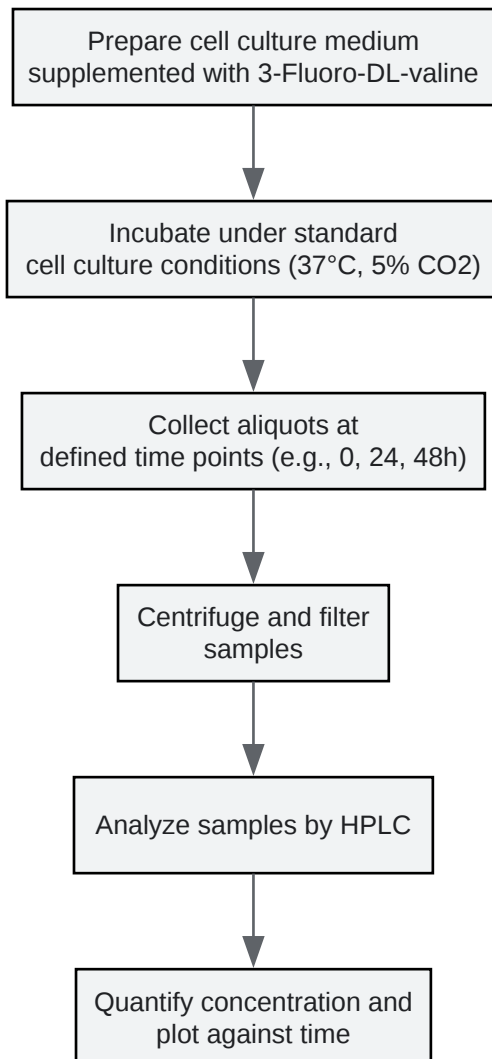 Prepare cell culture medium
supplemented with 3-Fluoro-DL-valine
Incubate under standard
cell culture conditions (37°C, 5% CO2)
Collect aliquots at
defined time points (e.g., 0, 24, 48h)
Centrifuge and filter
samples
Analyze samples by HPLC
Quantify concentration and
plot against time